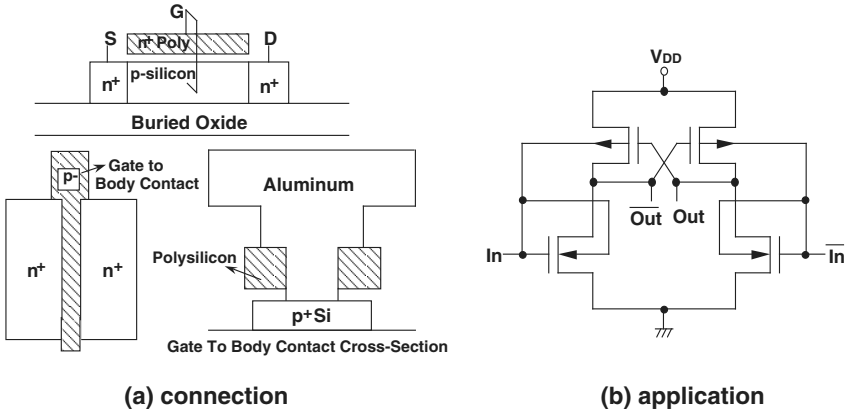 G
S
n+ Poly
D
n+
p-silicon
n+
Buried Oxide
p-
Gate to
Body Contact
n+
n+
Aluminum
Polysilicon
p+Si
Gate To Body Contact Cross-Section
(a) connection
VDD
Out
Out
In
In
(b) application